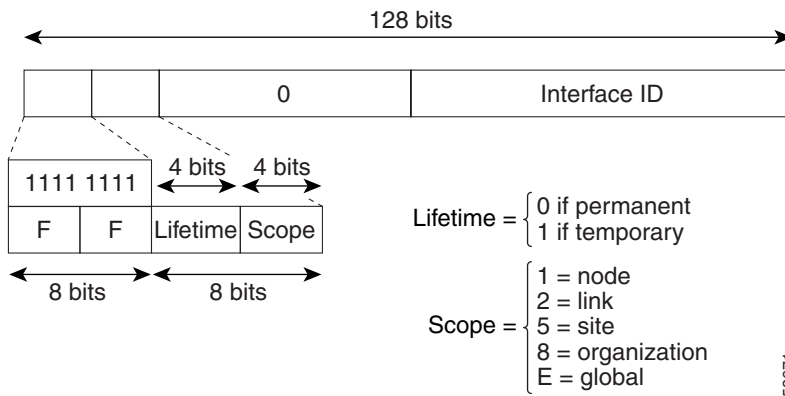 128 bits
0
Interface ID
4 bits
4 bits
1111 1111
F
F
Lifetime
Scope
8 bits
8 bits
Lifetime =
0 if permanent
1 if temporary
Scope =
1 = node
2 = link
5 = site
8 = organization
E = global